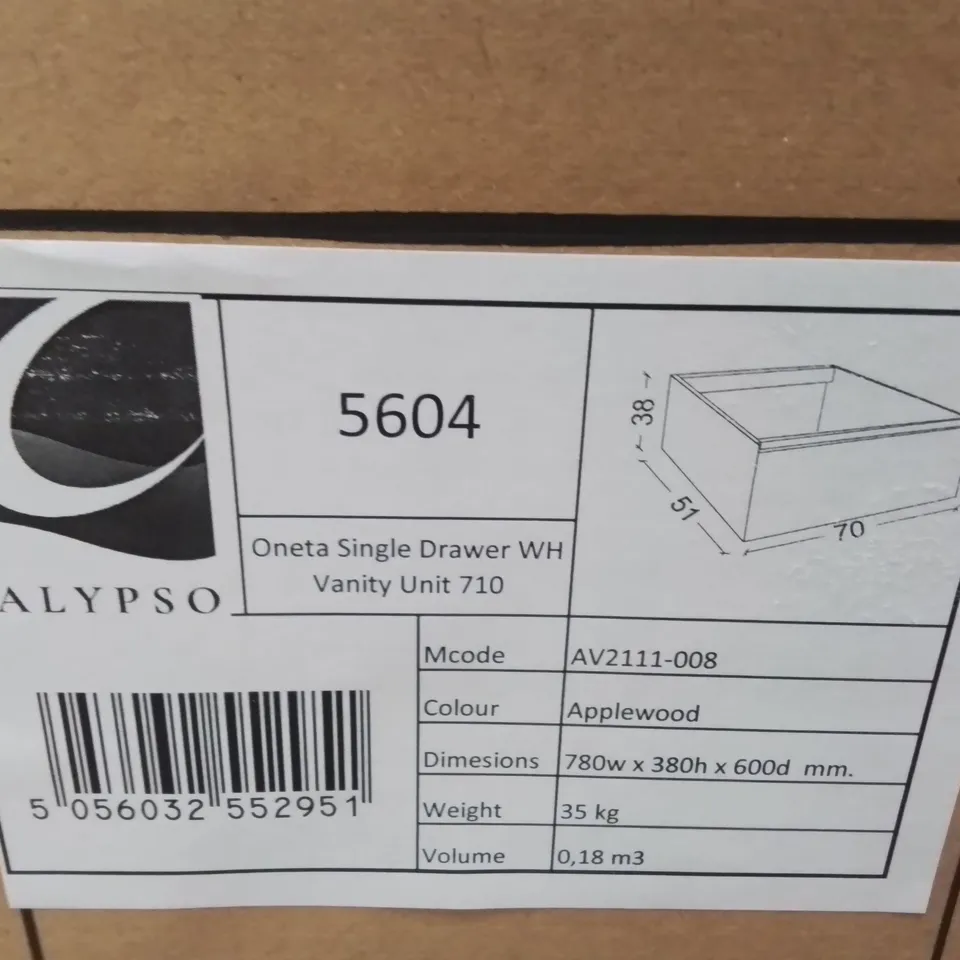 ALYPSO
5604
Oneta Single Drawer WH
Vanity Unit 710
38
51
70
Mcode AV2111-008
Colour Applewood
Dimesions 780w x 380h x 600d mm.
Weight 35 kg
Volume 0,18 m3
5 056032 552951